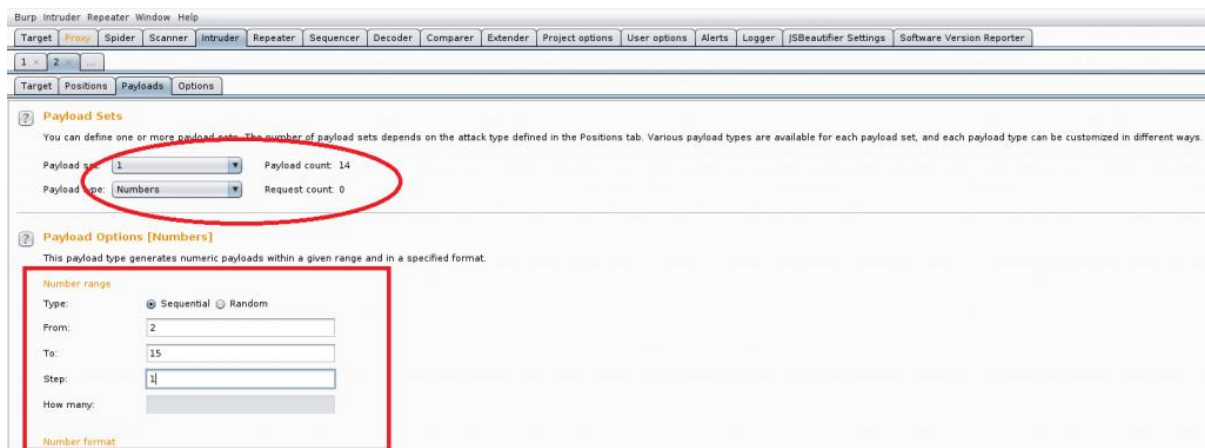 Burp Intruder Repeater Window Help
Target Proxy Spider Scanner Intruder Repeater Sequencer Decoder Comparer Extender Project options User options Alerts Logger JSBeautifier Settings Software Version Reporter
1 × 2 × ...
Target Positions Payloads Options
? Payload Sets
You can define one or more payload sets. The number of payload sets depends on the attack type defined in the Positions tab. Various payload types are available for each payload set, and each payload type can be customized in different ways.
Payload set: 1 Payload count: 14
Payload type: Numbers Request count: 0
? Payload Options [Numbers]
This payload type generates numeric payloads within a given range and in a specified format.
Number range
Type: Sequential Random
From: 2
To: 15
Step: 1
How many:
Number format